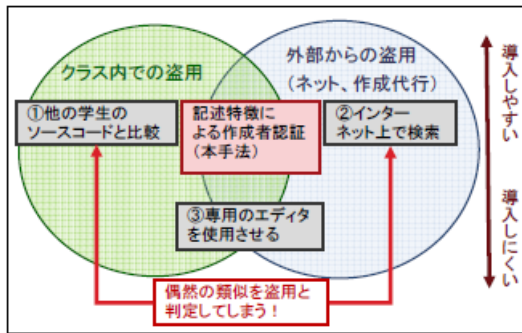 クラス内での盗用
外部からの盗用
（ネット、作成代行）
①他の学生の
ソースコードと比較
記述特徴に
よる作成者認証
（本手法）
②インター
ネット上で検索
③専用のエディタ
を使用させる
偶然の類似を盗用と
判定してしまう！
導入しやすい
導入しにくい